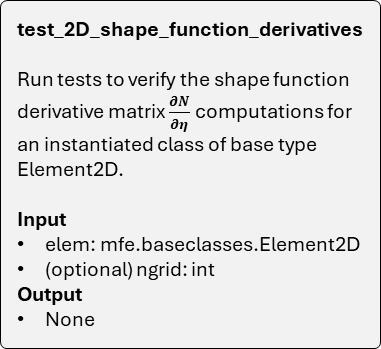 test_2D_shape_function_derivatives
Run tests to verify the shape function
derivative matrix ∂N/∂η computations for
an instantiated class of base type
Element2D.
Input
• elem: mfe.baseclasses.Element2D
• (optional) ngrid: int
Output
• None